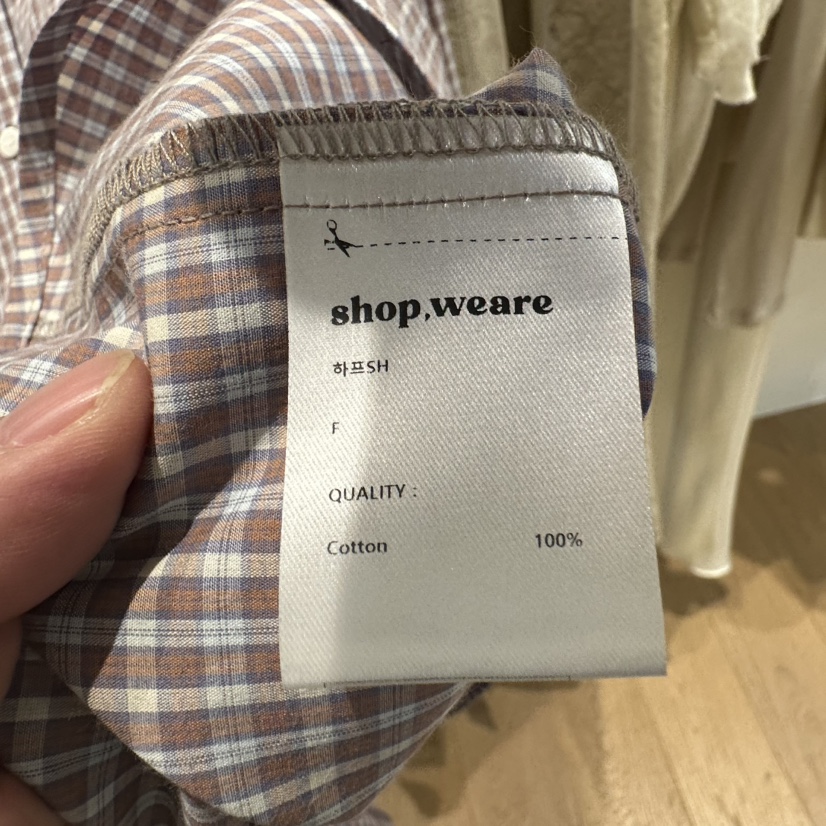 shop,weare
하프SH
F
QUALITY :
Cotton 100%